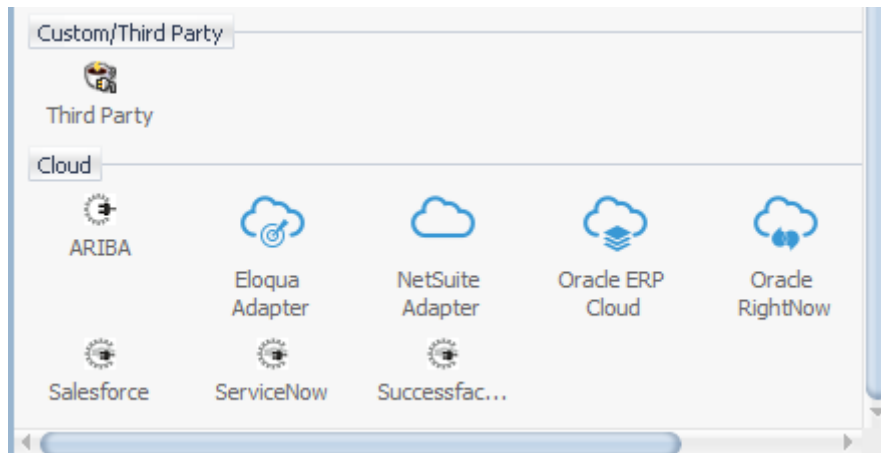 Custom/Third Party
Third Party
Cloud
ARIBA
Eloqua
Adapter
NetSuite
Adapter
Oracle ERP
Cloud
Oracle
RightNow
Salesforce
ServiceNow
Successfac...